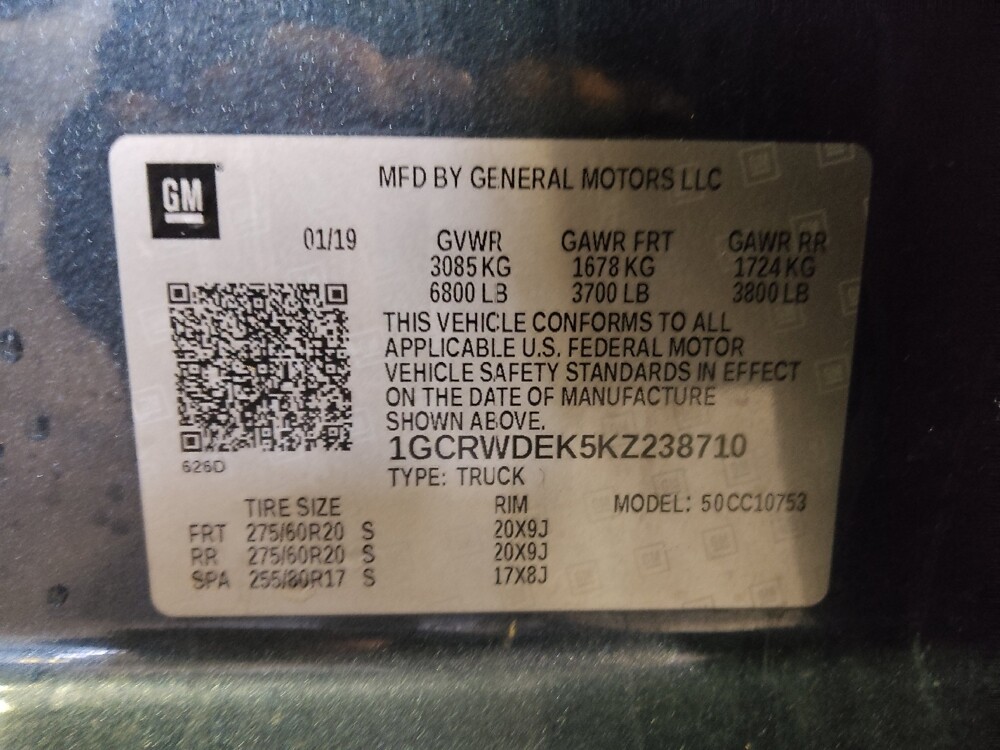 GM
MFD BY GENERAL MOTORS LLC
01/19 GVWR GAWR FRT GAWR RR
3085 KG 1678 KG 1724 KG
6800 LB 3700 LB 3800 LB
THIS VEHICLE CONFORMS TO ALL
APPLICABLE U.S. FEDERAL MOTOR
VEHICLE SAFETY STANDARDS IN EFFECT
ON THE DATE OF MANUFACTURE
SHOWN ABOVE.
1GCRWDEK5KZ238710
626D
TYPE: TRUCK
TIRE SIZE RIM MODEL: 50CC10753
FRT 275/60R20 S 20X9J
RR 275/60R20 S 20X9J
SPA 255/80R17 S 17X8J